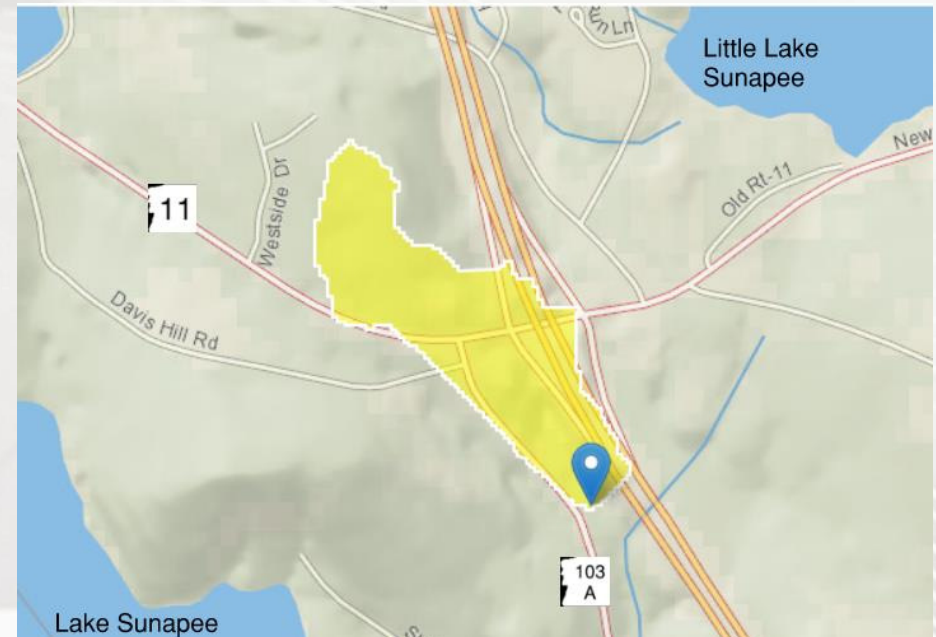 Little Lake
Sunapee
New
Old Rt-11
11
Westside Dr
Davis Hill Rd
103
A
Lake Sunapee